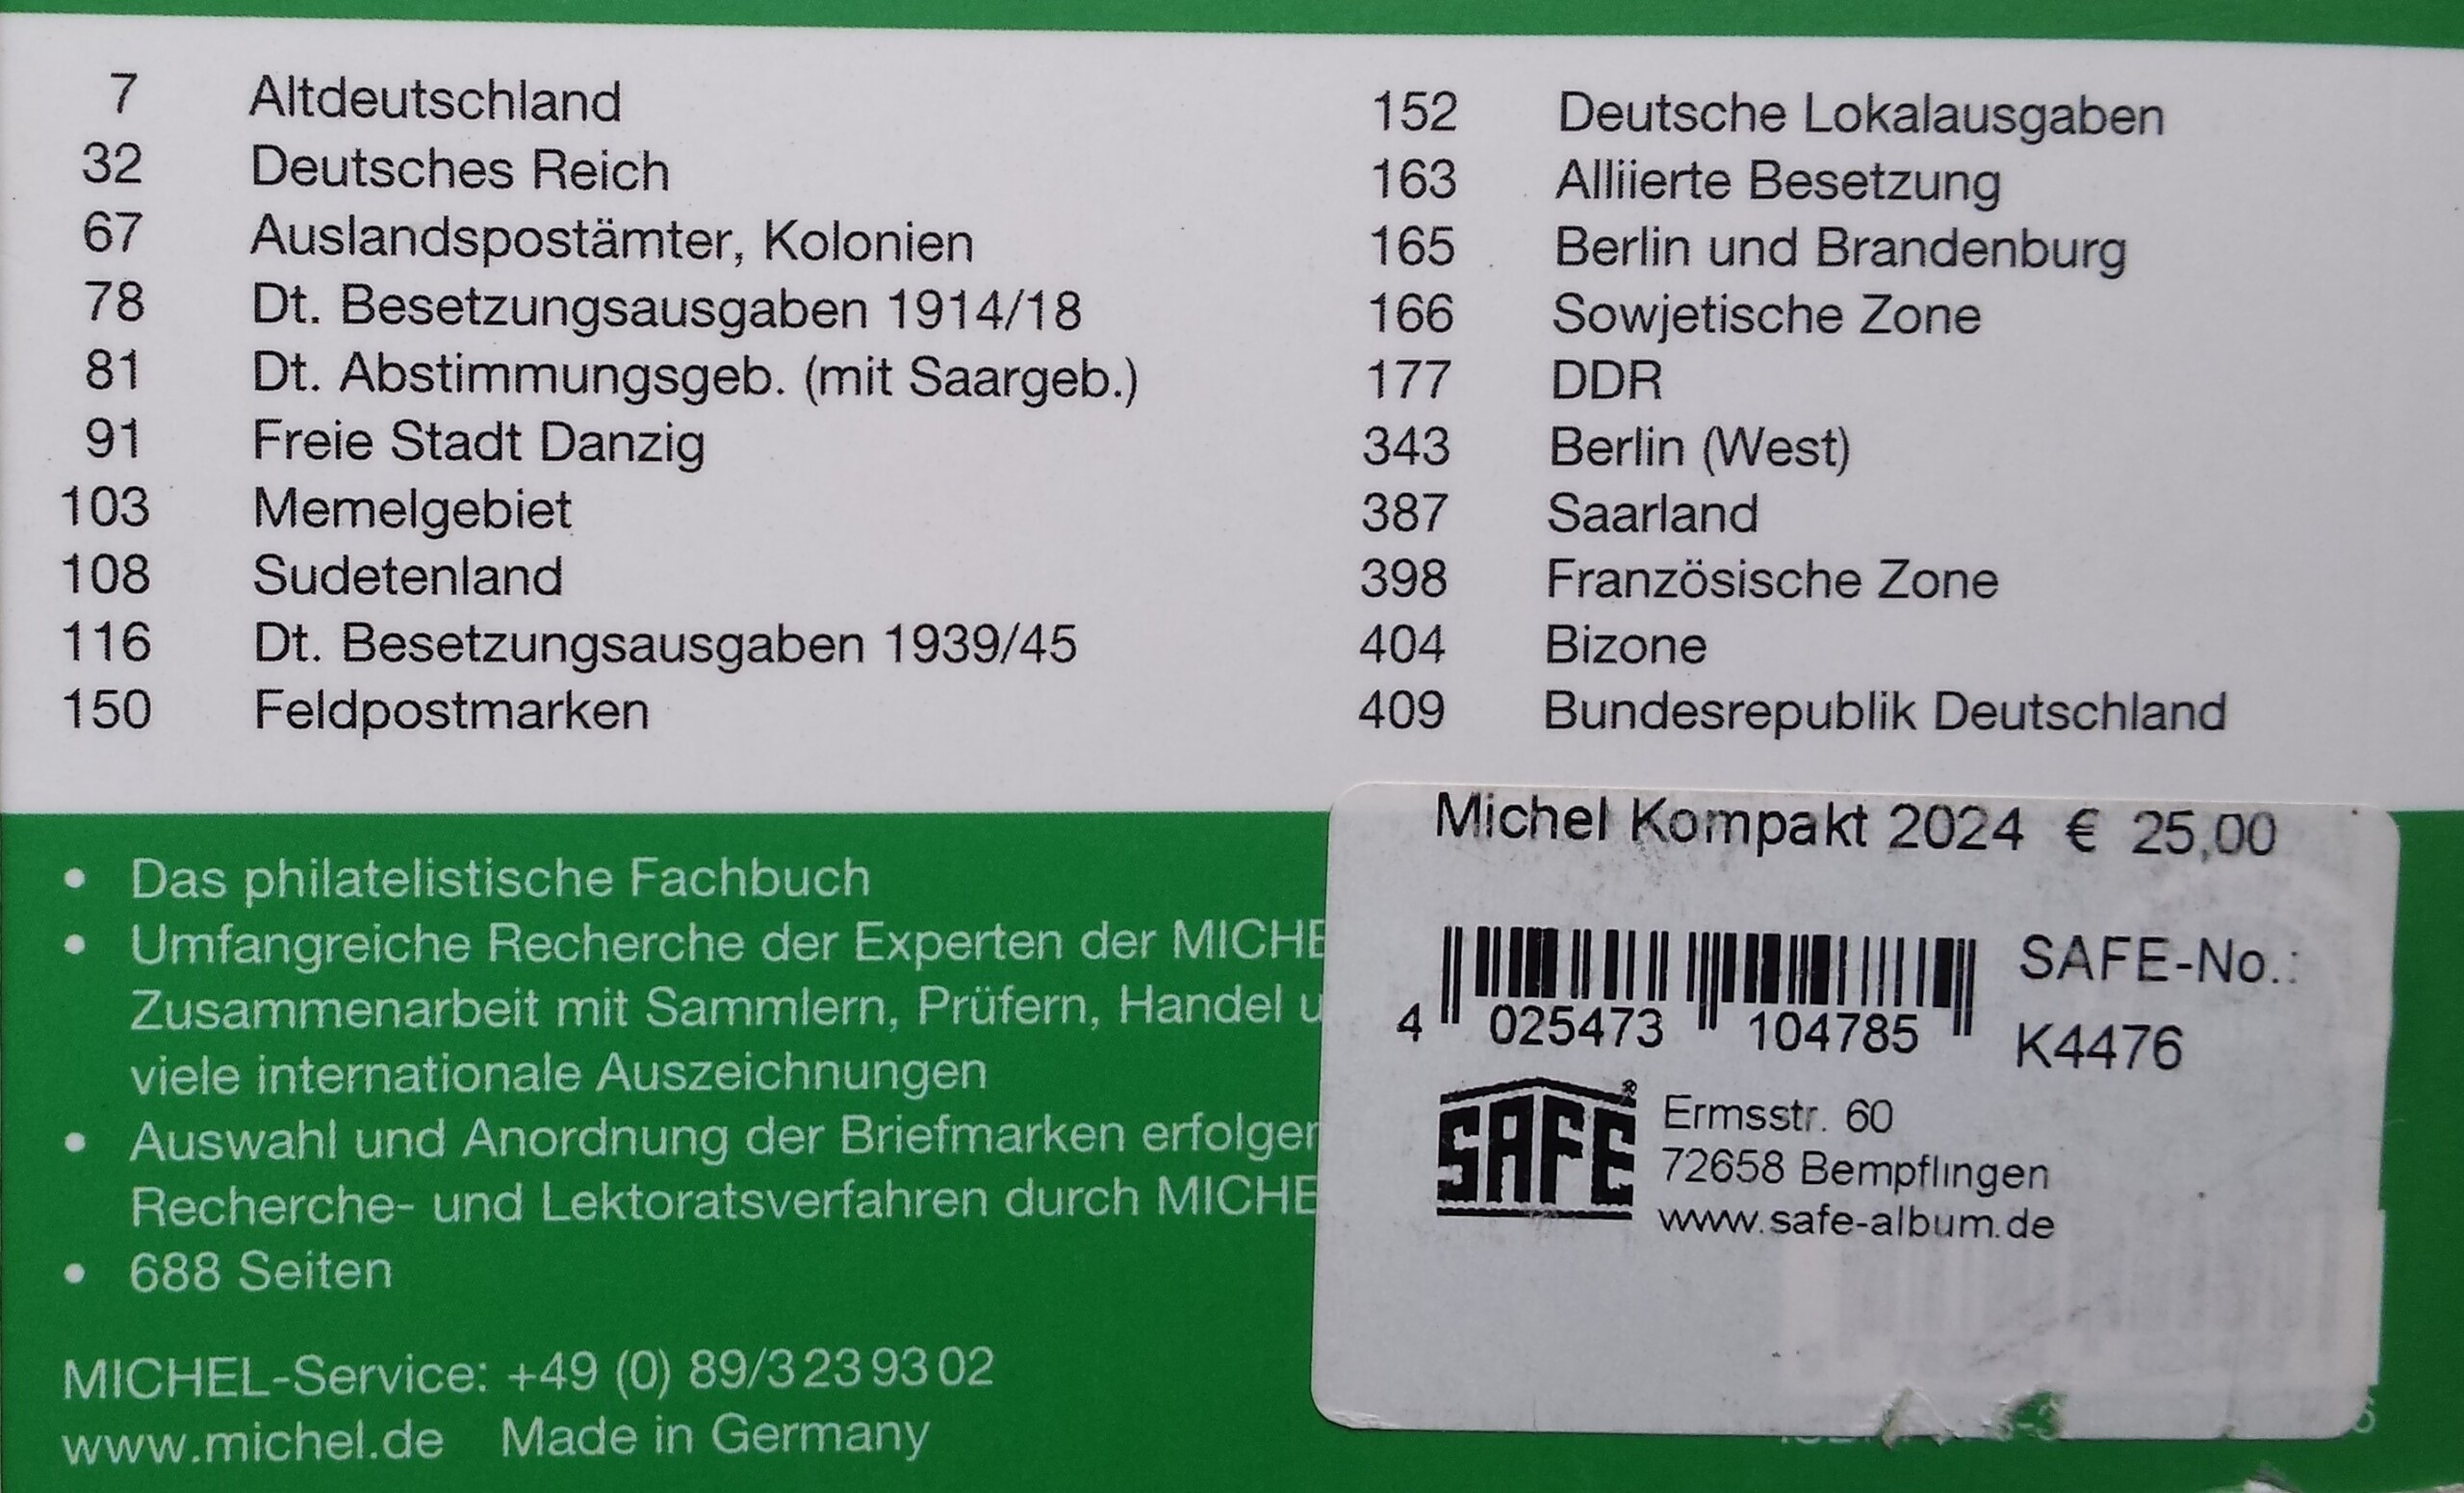 7 Altdeutschland
32 Deutsches Reich
67 Auslandspostämter, Kolonien
78 Dt. Besetzungsausgaben 1914/18
81 Dt. Abstimmungsgeb. (mit Saargeb.)
91 Freie Stadt Danzig
103 Memelgebiet
108 Sudetenland
116 Dt. Besetzungsausgaben 1939/45
150 Feldpostmarken
152 Deutsche Lokalausgaben
163 Alliierte Besetzung
165 Berlin und Brandenburg
166 Sowjetische Zone
177 DDR
343 Berlin (West)
387 Saarland
398 Französische Zone
404 Bizone
409 Bundesrepublik Deutschland
• Das philatelistische Fachbuch
• Umfangreiche Recherche der Experten der MICHE
Zusammenarbeit mit Sammlern, Prüfern, Handel u
viele internationale Auszeichnungen
• Auswahl und Anordnung der Briefmarken erfolgen
Recherche- und Lektoratsverfahren durch MICHE
• 688 Seiten
MICHEL-Service: +49 (0) 89/3 23 93 02
www.michel.de Made in Germany
Michel Kompakt 2024 € 25,00
4 025473 104785
SAFE-No.:
K4476
SAFE®
Ermsstr. 60
72658 Bempflingen
www.safe-album.de